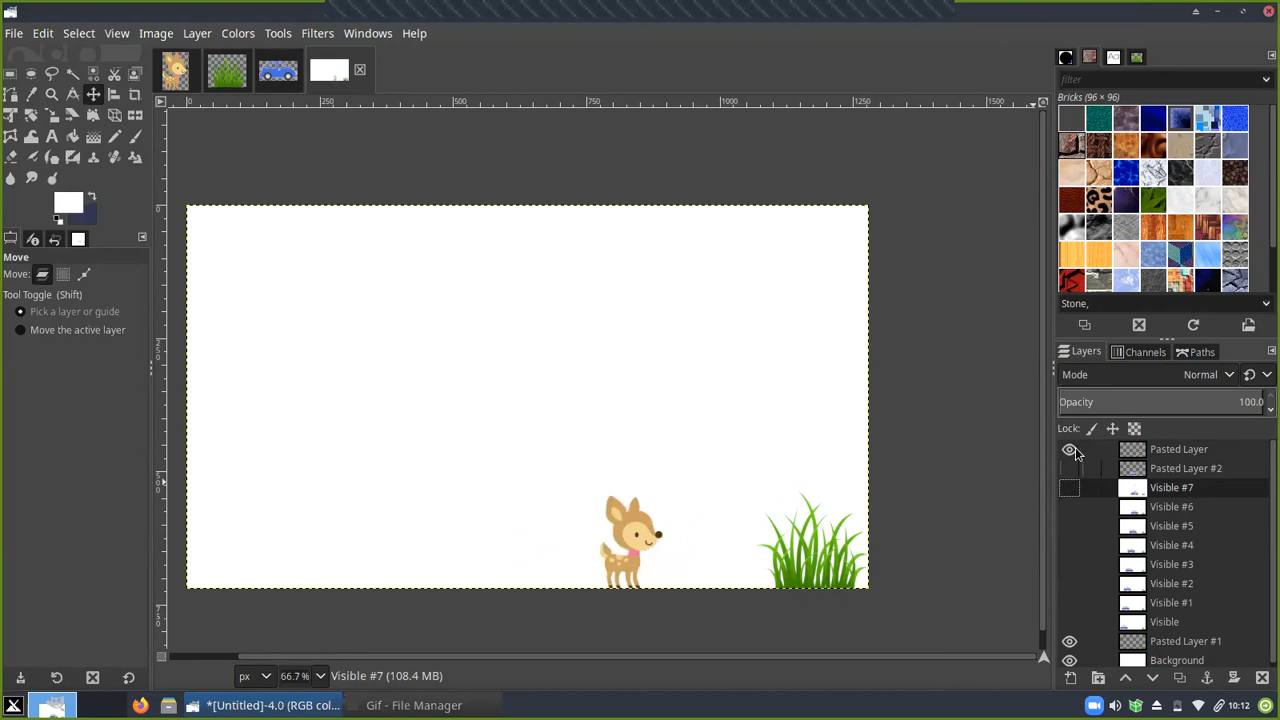 File Edit Select View Image Layer Colors Tools Filters Windows Help
filter
Bricks (96 × 96)
0 250 500 750 1000 1250 1500
Move
Move:
Tool Toggle (Shift)
Pick a layer or guide
Move the active layer
Stone,
Layers Channels Paths
Mode Normal
Opacity 100.0
Lock:
Pasted Layer
Pasted Layer #2
Visible #7
Visible #6
Visible #5
Visible #4
Visible #3
Visible #2
Visible #1
Visible
Pasted Layer #1
Background
px 66.7% Visible #7 (108.4 MB)
*[Untitled]-4.0 (RGB col... Gif - File Manager 10:12